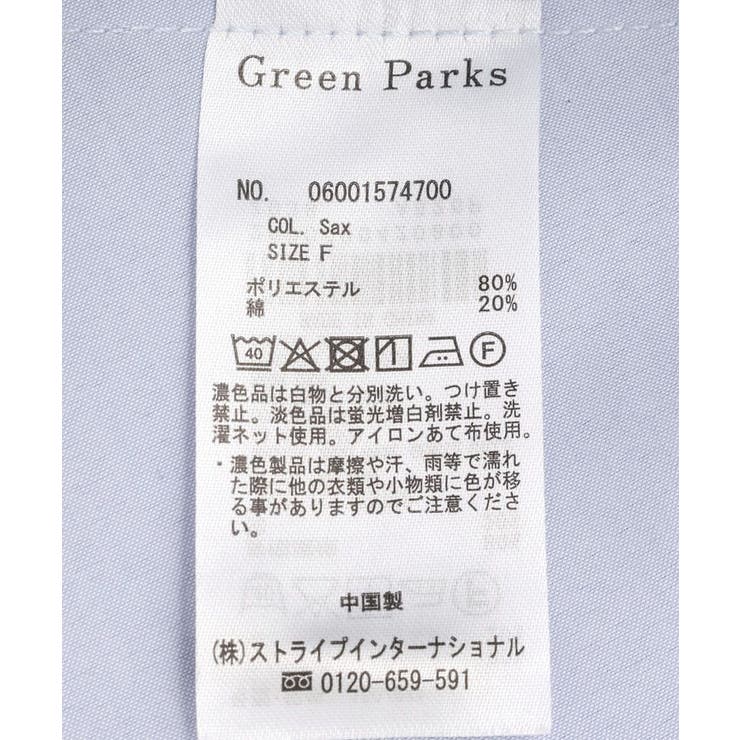 Green Parks
NO. 06001574700
COL. Sax
SIZE F
ポリエステル 80%
綿 20%
40 F
濃色品は白物と分別洗い。つけ置き
禁止。淡色品は蛍光増白剤禁止。洗
濯ネット使用。アイロンあて布使用。
・濃色製品は摩擦や汗、雨等で濡れ
た際に他の衣類や小物類に色が移
る事がありますのでご注意くださ
い。
中国製
(株)ストライプインターナショナル
0120-659-591